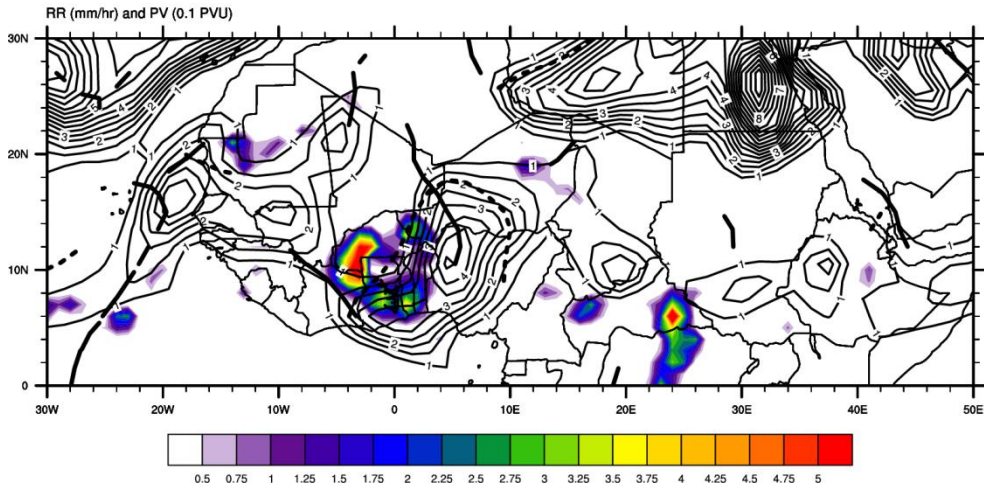 RR (mm/hr) and PV (0.1 PVU)
30N
20N
10N
0
30W 20W 10W 0 10E 20E 30E 40E 50E
0.5 0.75 1 1.25 1.5 1.75 2 2.25 2.5 2.75 3 3.25 3.5 3.75 4 4.25 4.5 4.75 5